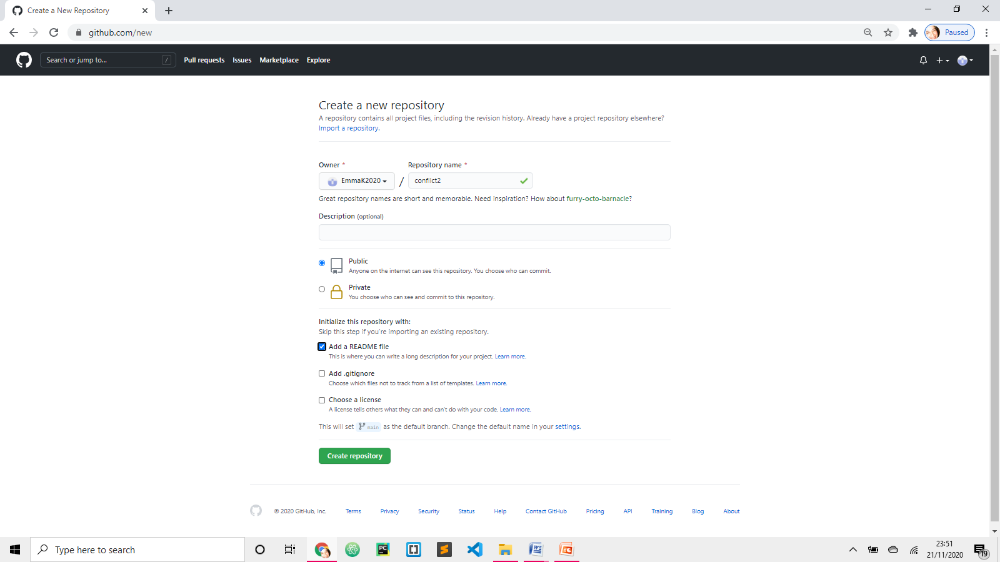 Create a New Repository
github.com/new
Paused
Search or jump to... /
Pull requests Issues Marketplace Explore
Create a new repository
A repository contains all project files, including the revision history. Already have a project repository elsewhere?
Import a repository.
Owner * Repository name *
EmmaK2020 / conflict2
Great repository names are short and memorable. Need inspiration? How about furry-octo-barnacle?
Description (optional)
Public
Anyone on the internet can see this repository. You choose who can commit.
Private
You choose who can see and commit to this repository.
Initialize this repository with:
Skip this step if you're importing an existing repository.
Add a README file
This is where you can write a long description for your project. Learn more.
Add .gitignore
Choose which files not to track from a list of templates. Learn more.
Choose a license
A license tells others what they can and can't do with your code. Learn more.
This will set main as the default branch. Change the default name in your settings.
Create repository
© 2020 GitHub, Inc. Terms Privacy Security Status Help Contact GitHub Pricing API Training Blog About
Type here to search
PC
23:51
21/11/2020
19